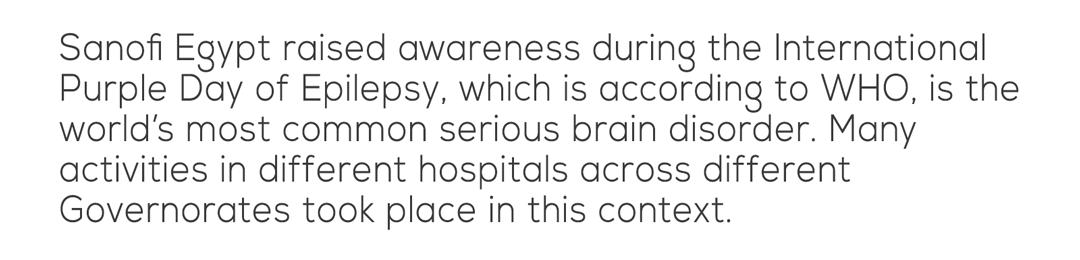 Sanofi Egypt raised awareness during the International
Purple Day of Epilepsy, which is according to WHO, is the
world's most common serious brain disorder. Many
activities in different hospitals across different
Governorates took place in this context.